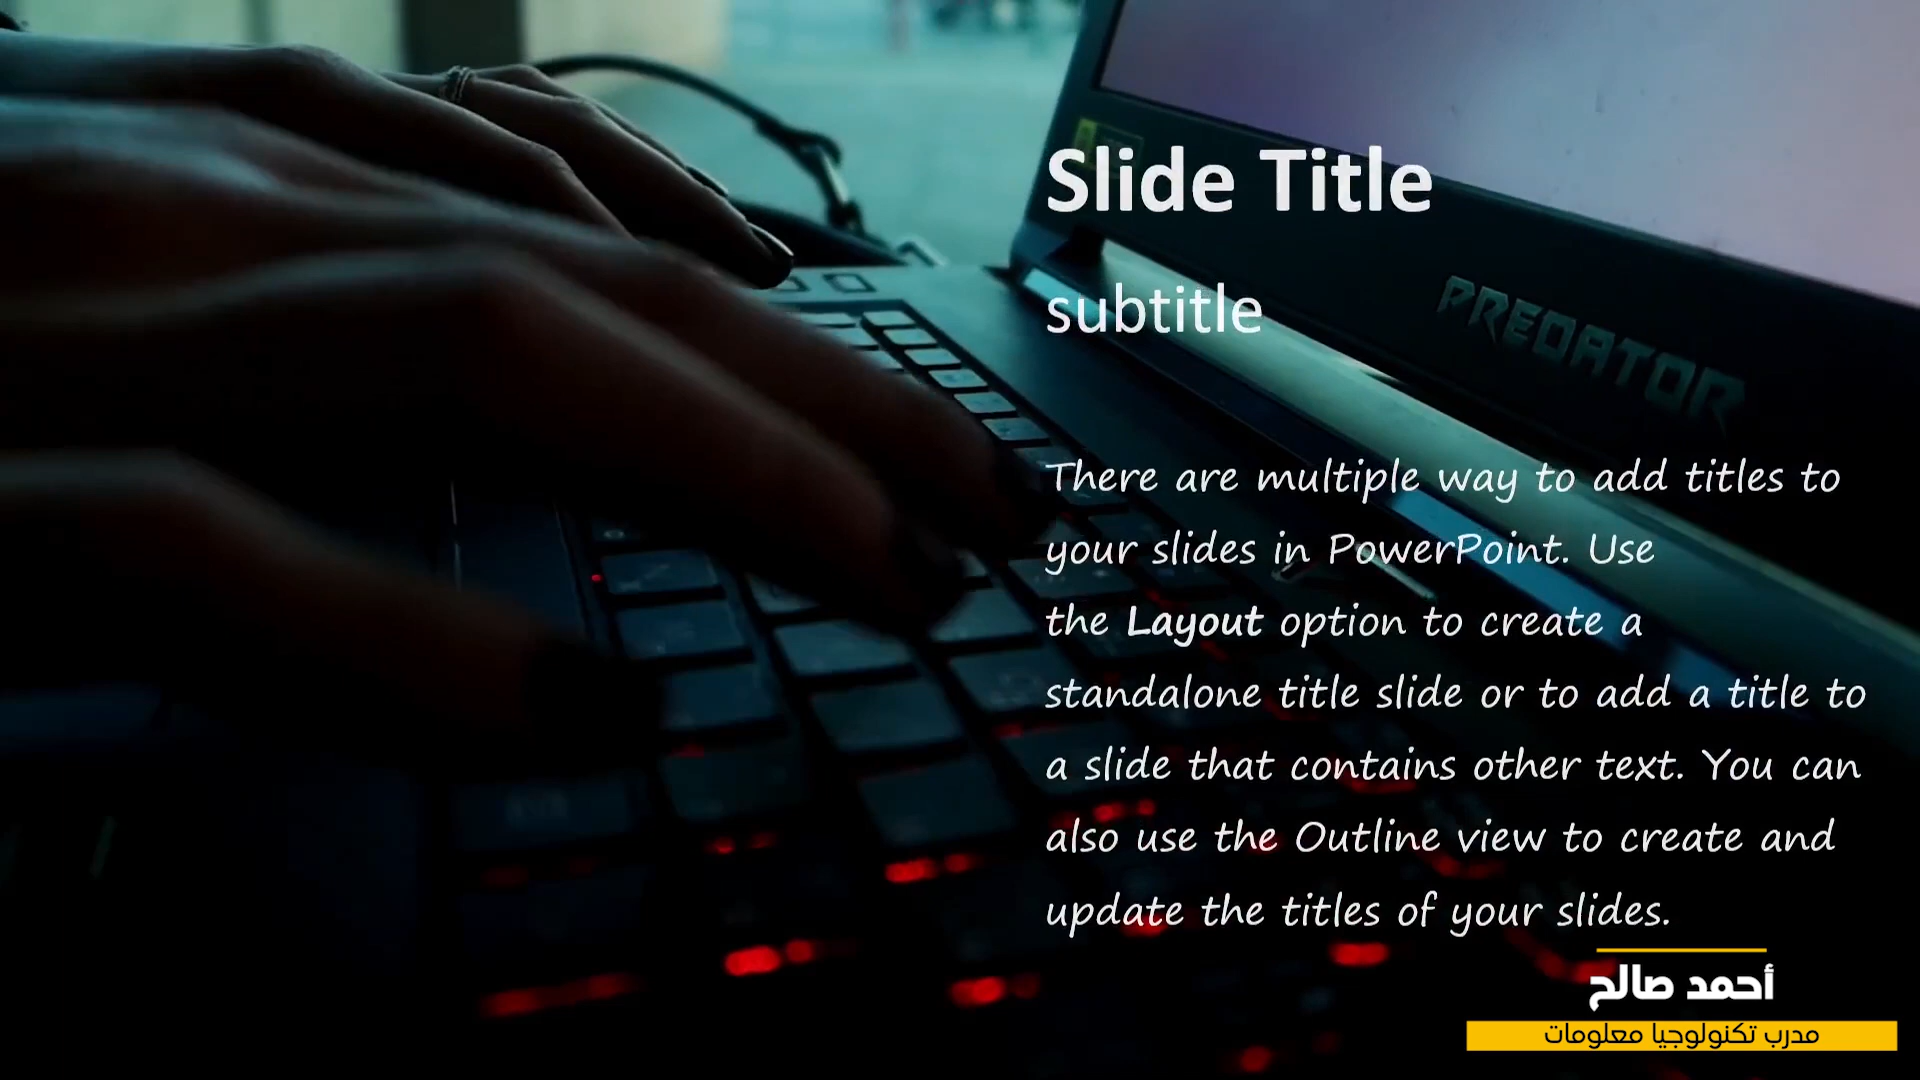 Slide Title
subtitle
PREDATOR
There are multiple way to add titles to
your slides in PowerPoint. Use
the Layout option to create a
standalone title slide or to add a title to
a slide that contains other text. You can
also use the Outline view to create and
update the titles of your slides.
أحمد صالح
مدرب تكنولوجيا معلومات